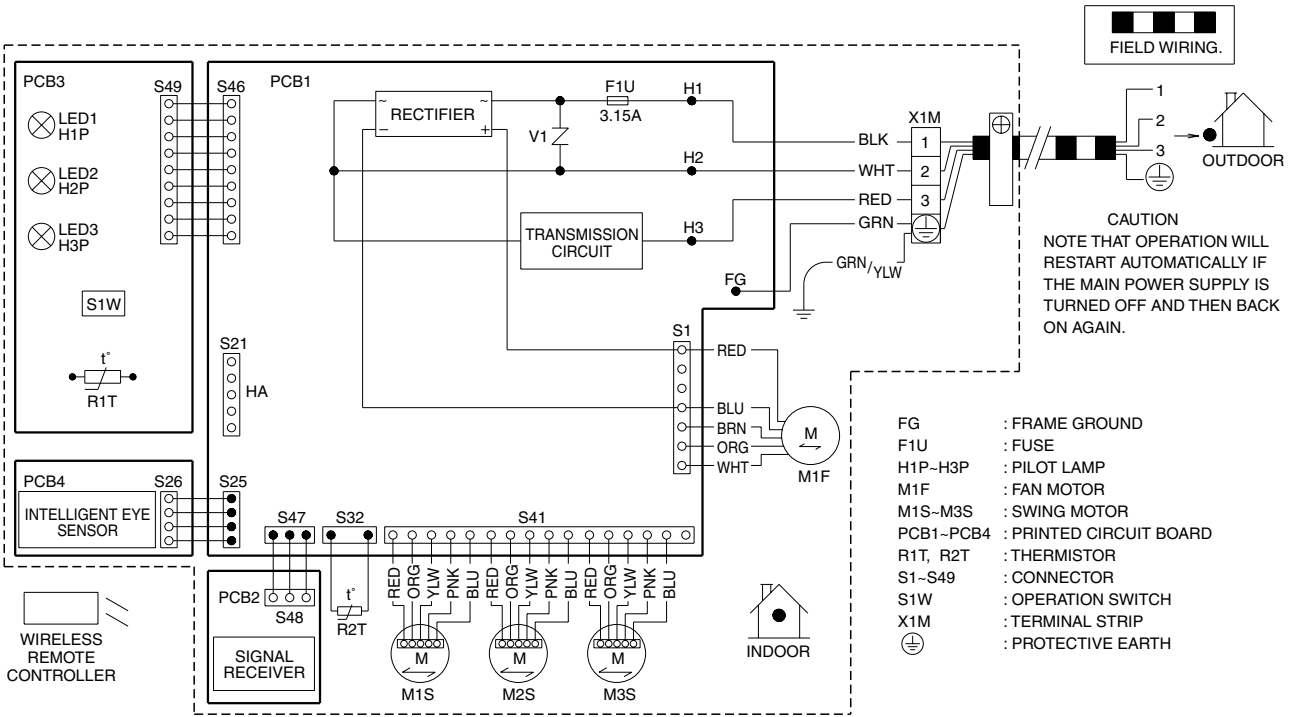 FIELD WIRING.
PCB3
S49
S46
PCB1
LED1
H1P
LED2
H2P
LED3
H3P
S1W
t°
R1T
RECTIFIER
~
~
−
+
V1
F1U
3.15A
H1
H2
H3
TRANSMISSION
CIRCUIT
FG
S21
HA
BLK
WHT
RED
GRN
GRN/YLW
X1M
1
2
3
1
2
3
OUTDOOR
CAUTION
NOTE THAT OPERATION WILL
RESTART AUTOMATICALLY IF
THE MAIN POWER SUPPLY IS
TURNED OFF AND THEN BACK
ON AGAIN.
S1
RED
BLU
BRN
ORG
WHT
M
M1F
PCB4
S26
S25
INTELLIGENT EYE
SENSOR
S47
S32
S41
PCB2
S48
SIGNAL
RECEIVER
t°
R2T
RED
ORG
YLW
PNK
BLU
RED
ORG
YLW
PNK
BLU
RED
ORG
YLW
PNK
BLU
M
M1S
M
M2S
M
M3S
WIRELESS
REMOTE
CONTROLLER
INDOOR
FG : FRAME GROUND
F1U : FUSE
H1P~H3P : PILOT LAMP
M1F : FAN MOTOR
M1S~M3S : SWING MOTOR
PCB1~PCB4 : PRINTED CIRCUIT BOARD
R1T, R2T : THERMISTOR
S1~S49 : CONNECTOR
S1W : OPERATION SWITCH
X1M : TERMINAL STRIP
: PROTECTIVE EARTH